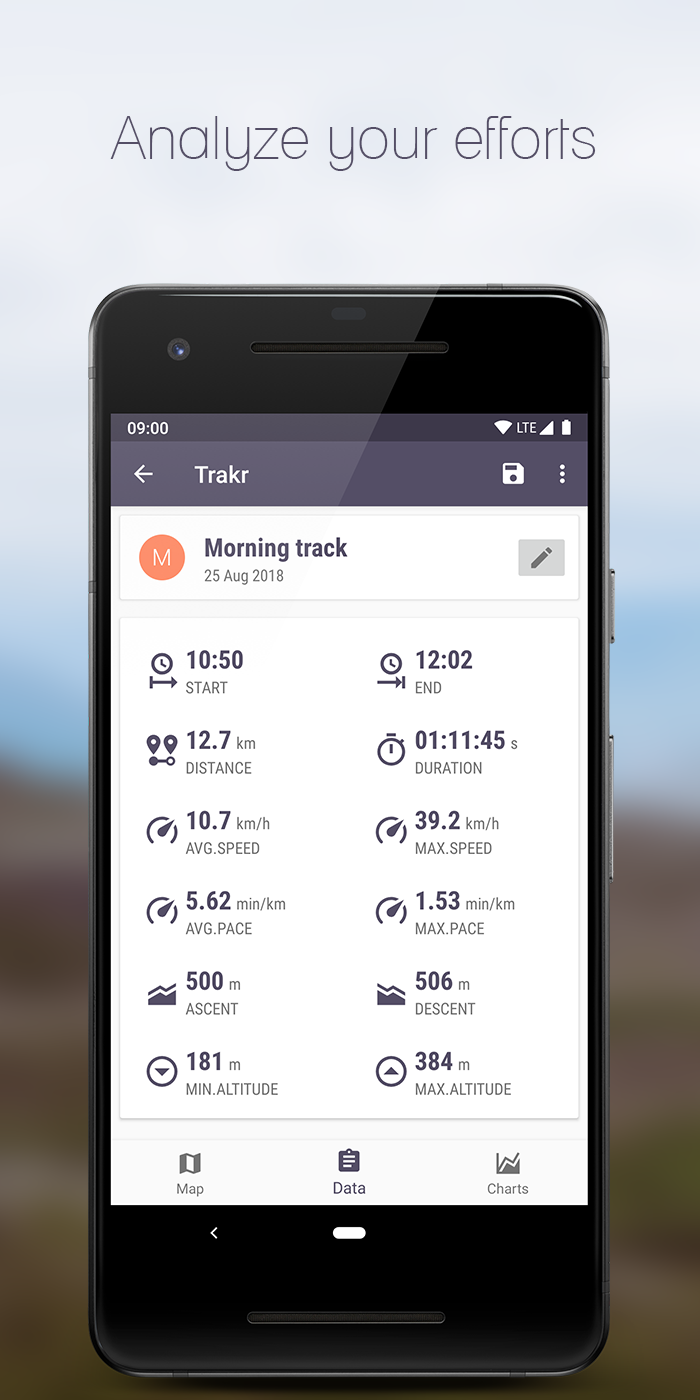 Analyze your efforts
09:00 LTE
Trakr
M
Morning track
25 Aug 2018
10:50
START
12:02
END
12.7 km
DISTANCE
01:11:45 s
DURATION
10.7 km/h
AVG.SPEED
39.2 km/h
MAX.SPEED
5.62 min/km
AVG.PACE
1.53 min/km
MAX.PACE
500 m
ASCENT
506 m
DESCENT
181 m
MIN.ALTITUDE
384 m
MAX.ALTITUDE
Map
Data
Charts